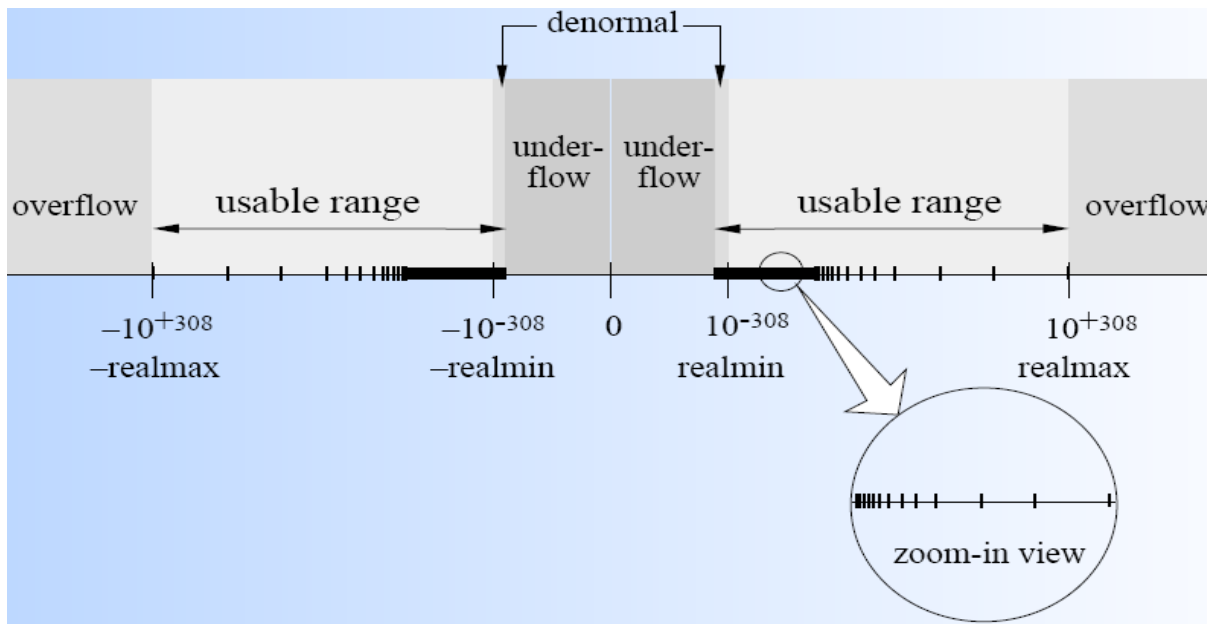 denormal
under-
flow
under-
flow
overflow
usable range
usable range
overflow
–10⁺³⁰⁸
–10⁻³⁰⁸
0
10⁻³⁰⁸
10⁺³⁰⁸
–realmax
–realmin
realmin
realmax
zoom-in view